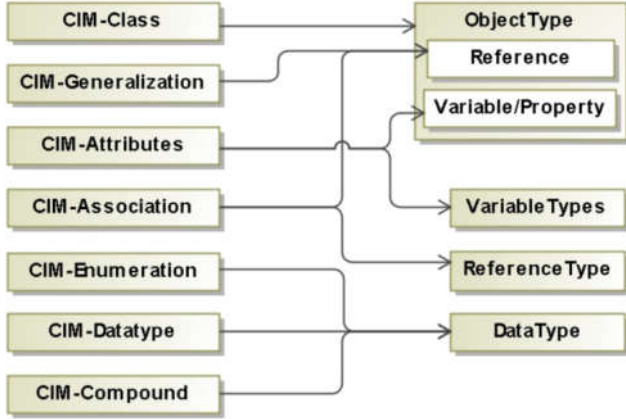 CIM-Class
CIM-Generalization
CIM-Attributes
CIM-Association
CIM-Enumeration
CIM-Datatype
CIM-Compound
ObjectType
Reference
Variable/Property
VariableTypes
ReferenceType
DataType